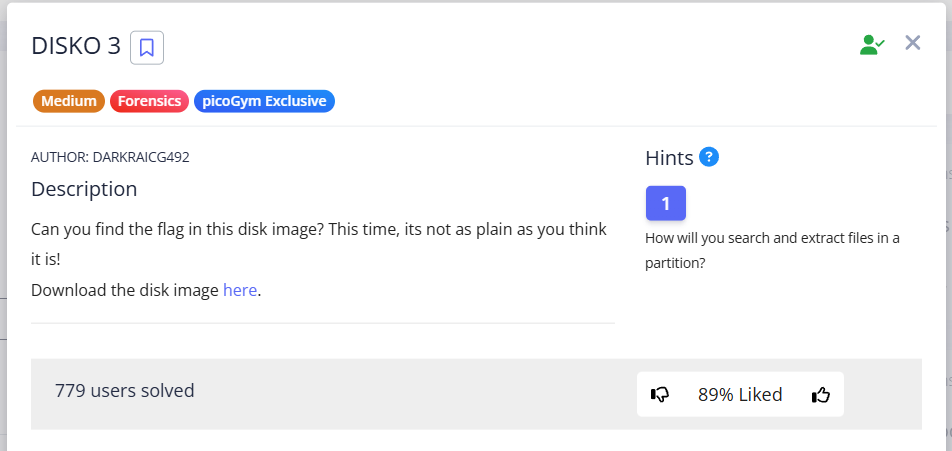 DISKO 3
Medium Forensics picoGym Exclusive
AUTHOR: DARKRAICG492
Description
Can you find the flag in this disk image? This time, its not as plain as you think
it is!
Download the disk image here.
Hints ?
1
How will you search and extract files in a
partition?
779 users solved
89% Liked